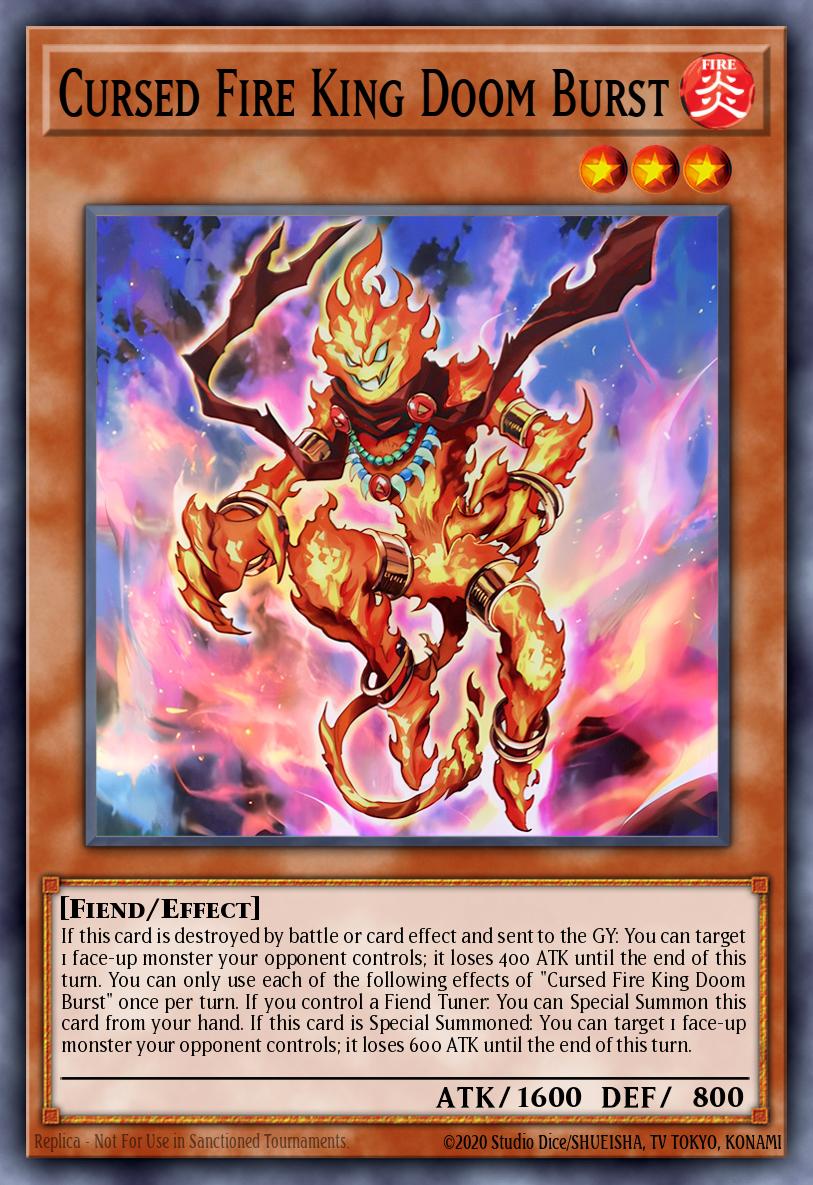 Cursed Fire King Doom Burst
FIRE
炎
[Fiend/Effect]
If this card is destroyed by battle or card effect and sent to the GY: You can target
1 face-up monster your opponent controls; it loses 400 ATK until the end of this
turn. You can only use each of the following effects of "Cursed Fire King Doom
Burst" once per turn. If you control a Fiend Tuner: You can Special Summon this
card from your hand. If this card is Special Summoned: You can target 1 face-up
monster your opponent controls; it loses 600 ATK until the end of this turn.
ATK/1600 DEF/ 800
Replica - Not For Use in Sanctioned Tournaments.
©2020 Studio Dice/SHUEISHA, TV TOKYO, KONAMI